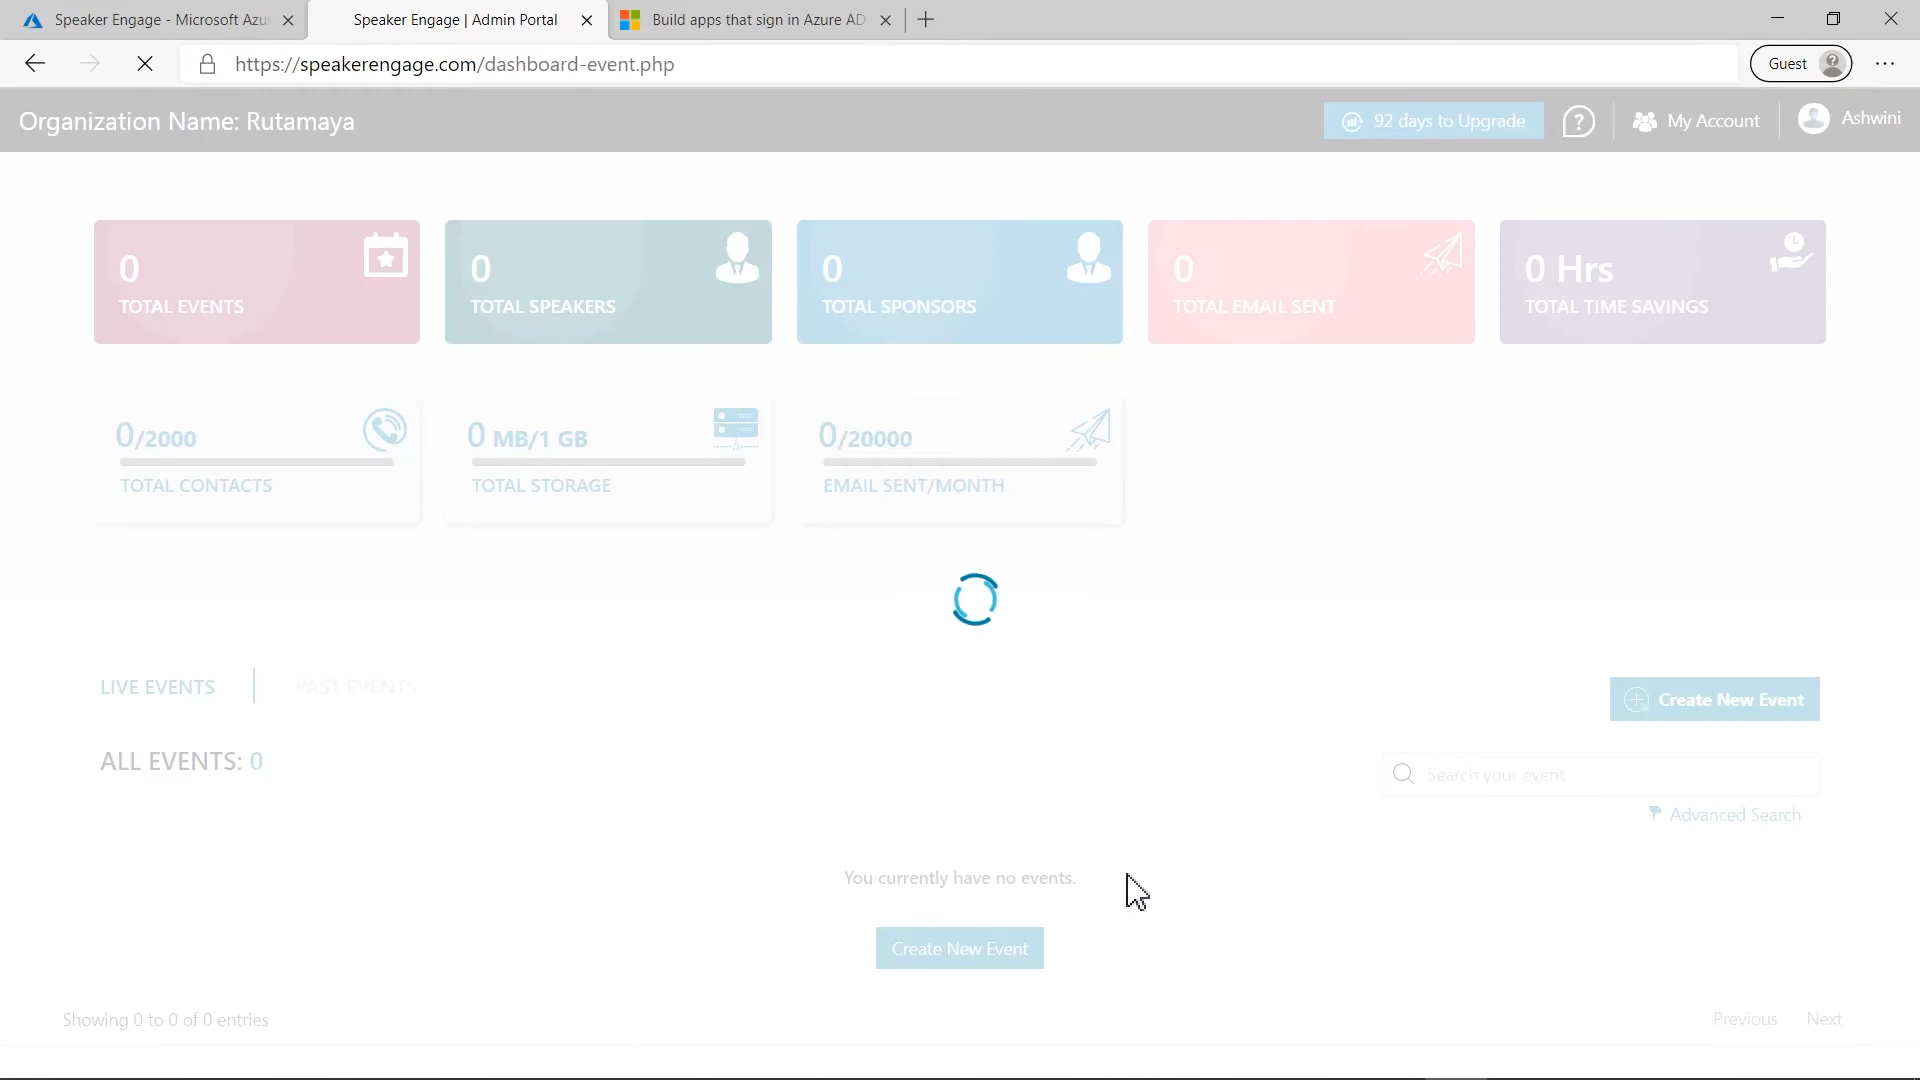 Speaker Engage - Microsoft Azu
Speaker Engage | Admin Portal
Build apps that sign in Azure AD
https://speakerengage.com/dashboard-event.php
Guest
Organization Name: Rutamaya
92 days to Upgrade
?
My Account
Ashwini
0
TOTAL EVENTS
0
TOTAL SPEAKERS
0
TOTAL SPONSORS
0
TOTAL EMAIL SENT
0 Hrs
TOTAL TIME SAVINGS
0/2000
TOTAL CONTACTS
0 MB/1 GB
TOTAL STORAGE
0/20000
EMAIL SENT/MONTH
LIVE EVENTS
PAST EVENTS
Create New Event
ALL EVENTS: 0
Search your event
Advanced Search
You currently have no events.
Create New Event
Showing 0 to 0 of 0 entries
Previous
Next